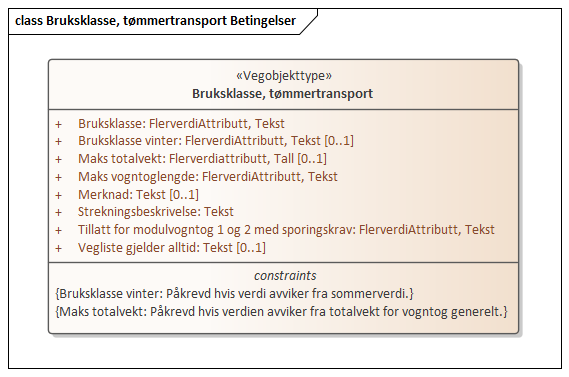 class Bruksklasse, tømmertransport Betingelser
«Vegobjekttype»
Bruksklasse, tømmertransport
+ Bruksklasse: FlerverdiAttributt, Tekst
+ Bruksklasse vinter: FlerverdiAttributt, Tekst [0..1]
+ Maks totalvekt: Flerverdiattributt, Tall [0..1]
+ Maks vogntoglengde: FlerverdiAttributt, Tekst
+ Merknad: Tekst [0..1]
+ Strekningsbeskrivelse: Tekst
+ Tillatt for modulvogntog 1 og 2 med sporingskrav: FlerverdiAttributt, Tekst
+ Vegliste gjelder alltid: Tekst [0..1]
constraints
{Bruksklasse vinter: Påkrevd hvis verdi avviker fra sommerverdi.}
{Maks totalvekt: Påkrevd hvis verdien avviker fra totalvekt for vogntog generelt.}